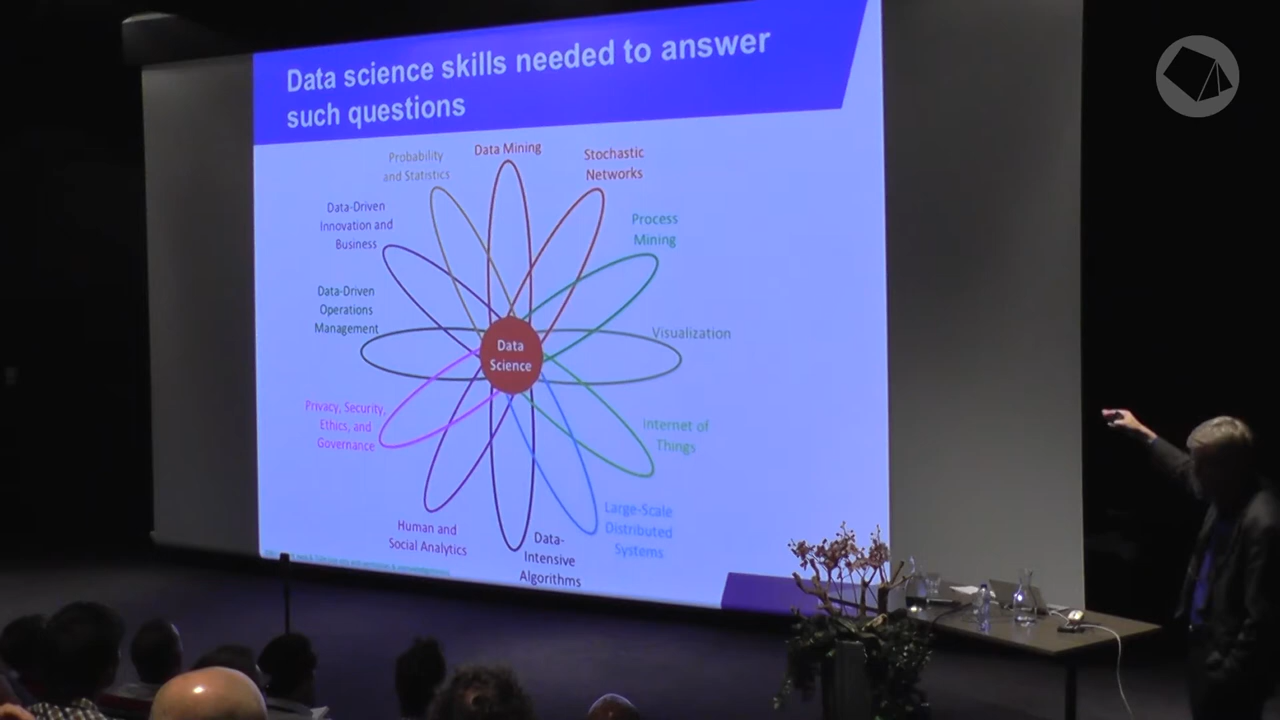 Data science skills needed to answer
such questions
Data Mining
Probability
and Statistics
Stochastic
Networks
Data-Driven
Innovation and
Business
Process
Mining
Data-Driven
Operations
Management
Visualization
Data
Science
Privacy, Security,
Ethics, and
Governance
Internet of
Things
Human and
Social Analytics
Large-Scale
Distributed
Systems
Data-
Intensive
Algorithms